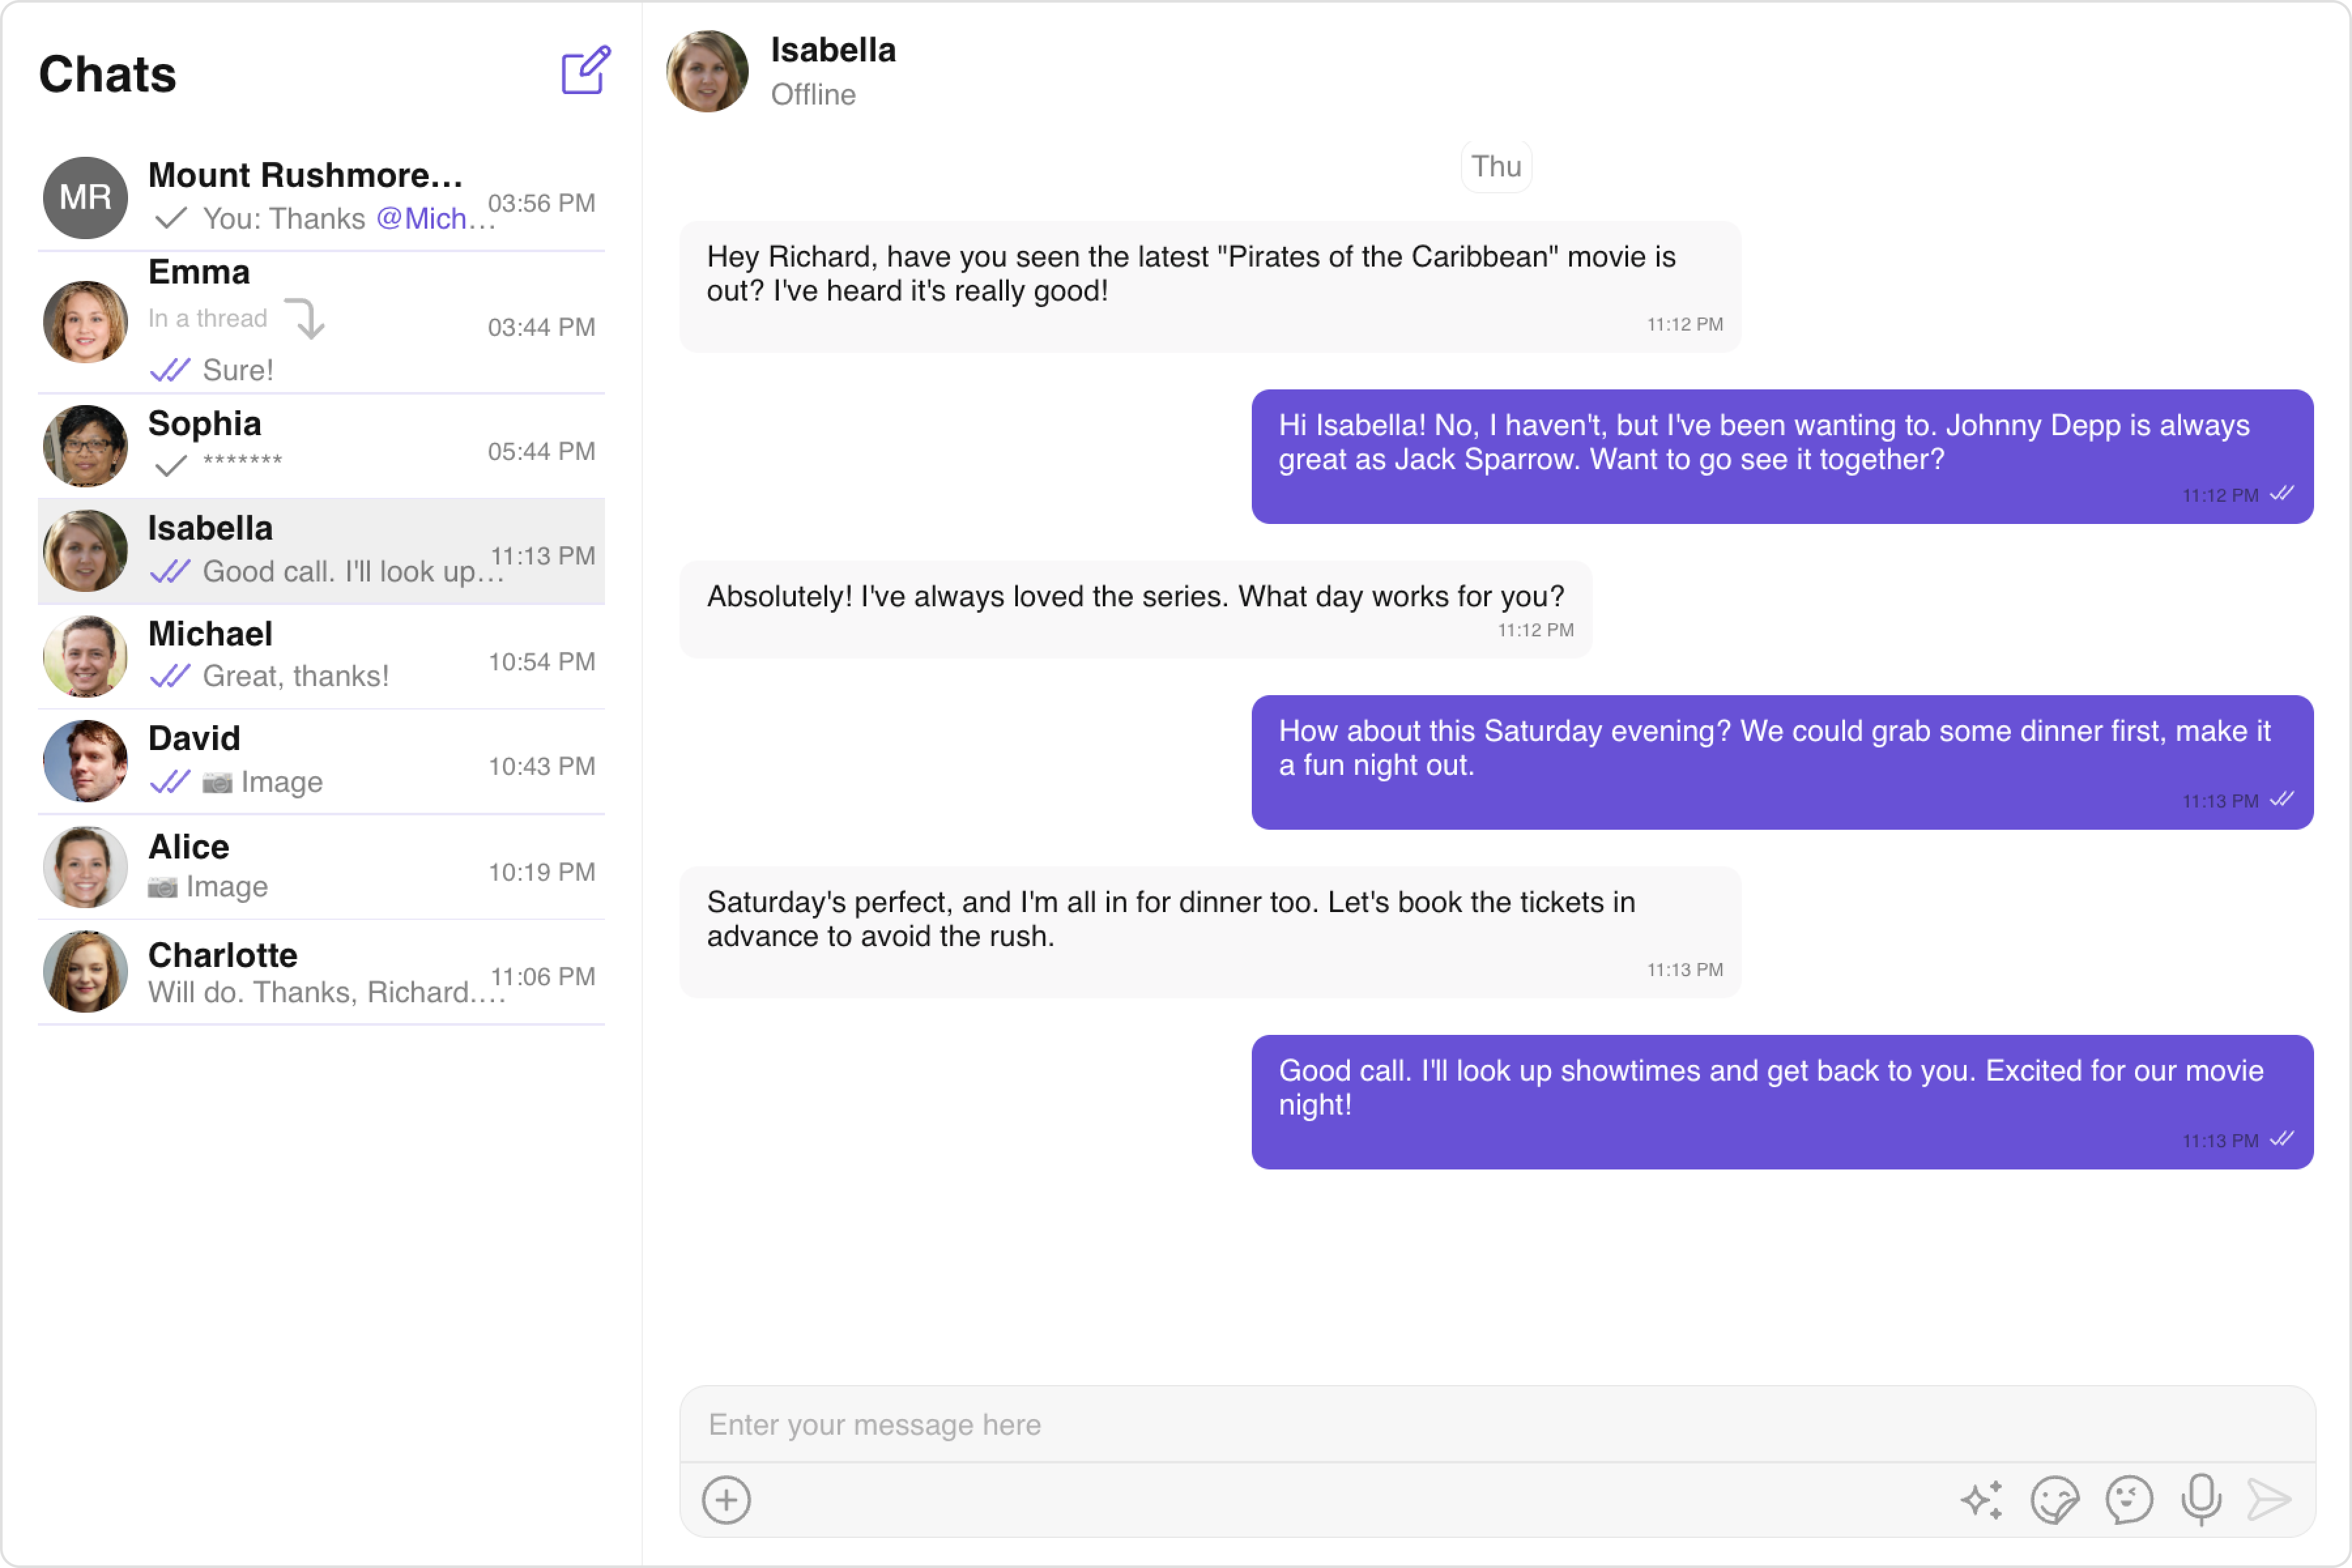 Chats
MR
Mount Rushmore...
You: Thanks @Mich...
03:56 PM
Emma
In a thread
Sure!
03:44 PM
Sophia
*******
05:44 PM
Isabella
Good call. I'll look up...
11:13 PM
Michael
Great, thanks!
10:54 PM
David
Image
10:43 PM
Alice
Image
10:19 PM
Charlotte
Will do. Thanks, Richard....
11:06 PM
Isabella
Offline
Thu
Hey Richard, have you seen the latest "Pirates of the Caribbean" movie is
out? I've heard it's really good!
11:12 PM
Hi Isabella! No, I haven't, but I've been wanting to. Johnny Depp is always
great as Jack Sparrow. Want to go see it together?
11:12 PM
Absolutely! I've always loved the series. What day works for you?
11:12 PM
How about this Saturday evening? We could grab some dinner first, make it
a fun night out.
11:13 PM
Saturday's perfect, and I'm all in for dinner too. Let's book the tickets in
advance to avoid the rush.
11:13 PM
Good call. I'll look up showtimes and get back to you. Excited for our movie
night!
11:13 PM
Enter your message here